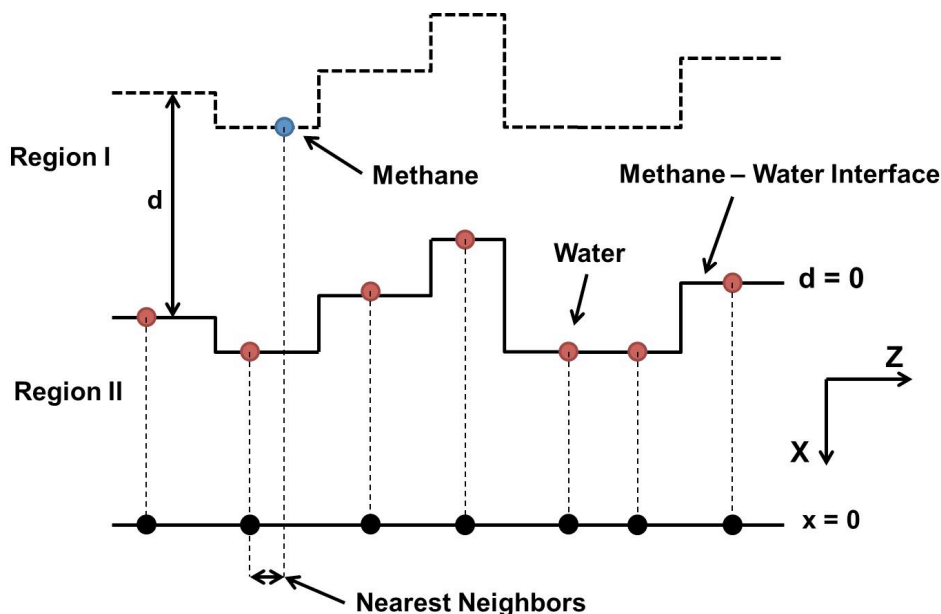 Region I
d
Methane
Methane – Water Interface
Water
d = 0
Region II
Z
X
x = 0
Nearest Neighbors